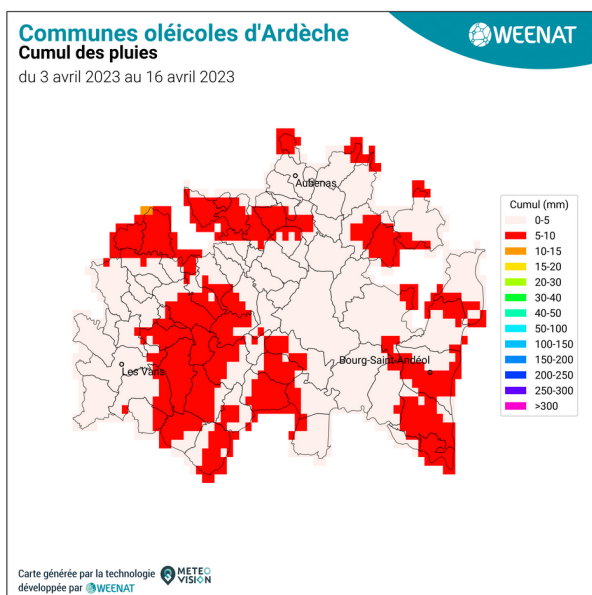 Communes oléicoles d'Ardèche
Cumul des pluies
du 3 avril 2023 au 16 avril 2023
WEENAT
Aubenas
Cumul (mm)
0-5
5-10
10-15
15-20
20-30
30-40
40-50
50-100
100-150
150-200
200-250
250-300
>300
Bourg-Saint-Andéol
Les Vans
Carte générée par la technologie
METEO
VISION
développée par WEENAT